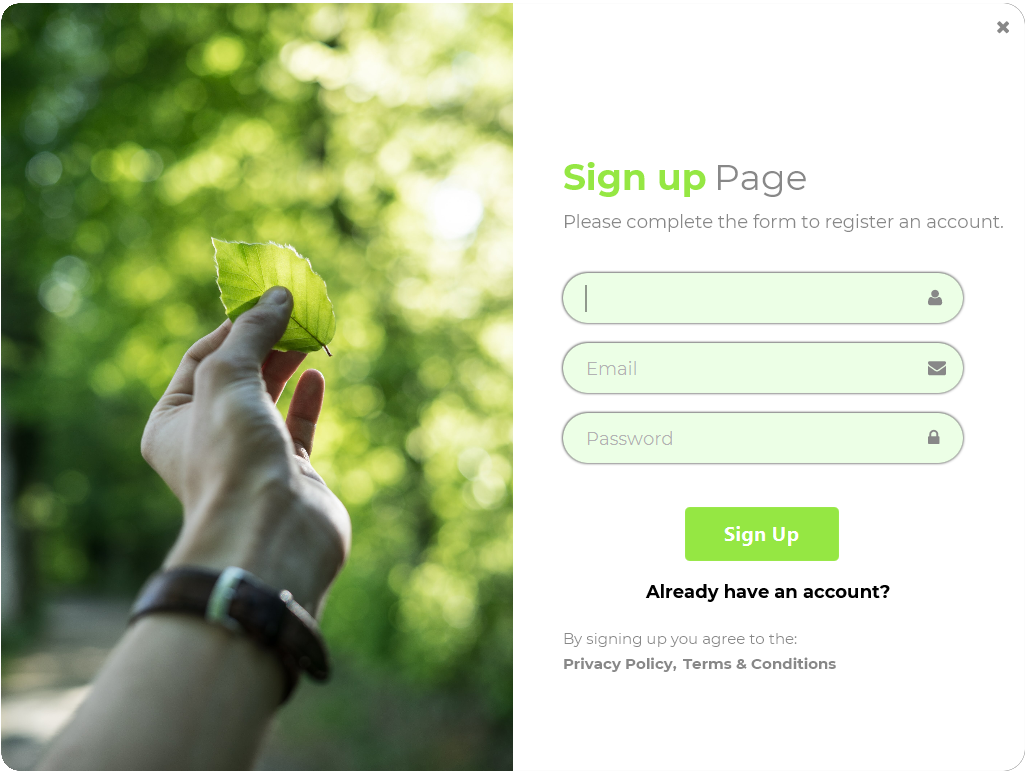 Sign up Page
Please complete the form to register an account.
Email
Password
Sign Up
Already have an account?
By signing up you agree to the:
Privacy Policy, Terms & Conditions